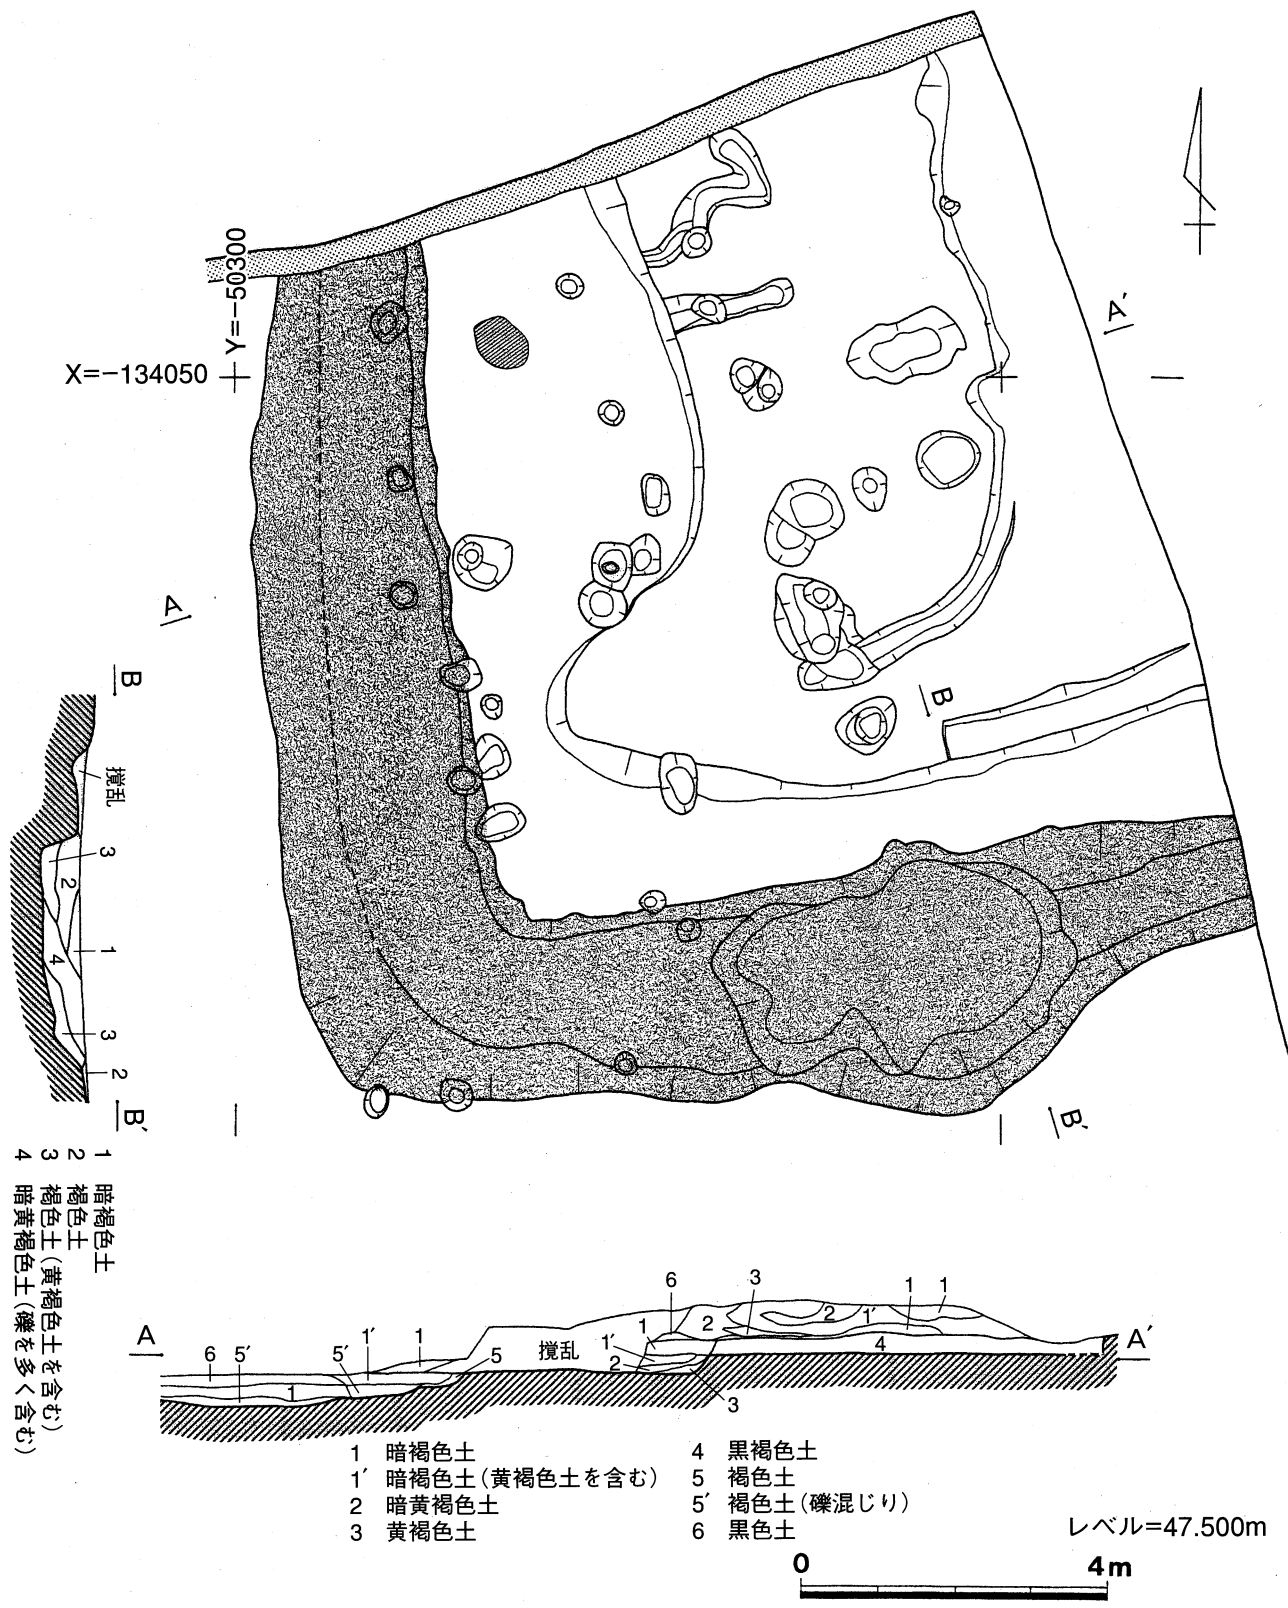 Y=-50300
X=-134050
A'
A
B
B
撹乱
3
2
1
4
3
2
B'
B'
1 暗褐色土
2 褐色土
3 褐色土(黄褐色土を含む)
4 暗黄褐色土(礫を多く含む)
6 3 1 1
A 6 5' 5' 1' 1 5 撹乱 1 2 2 1' A'
1 1' 2 4
3
1 暗褐色土
1' 暗褐色土(黄褐色土を含む)
2 暗黄褐色土
3 黄褐色土
4 黒褐色土
5 褐色土
5' 褐色土(礫混じり)
6 黒色土
レベル=47.500m
0 4m